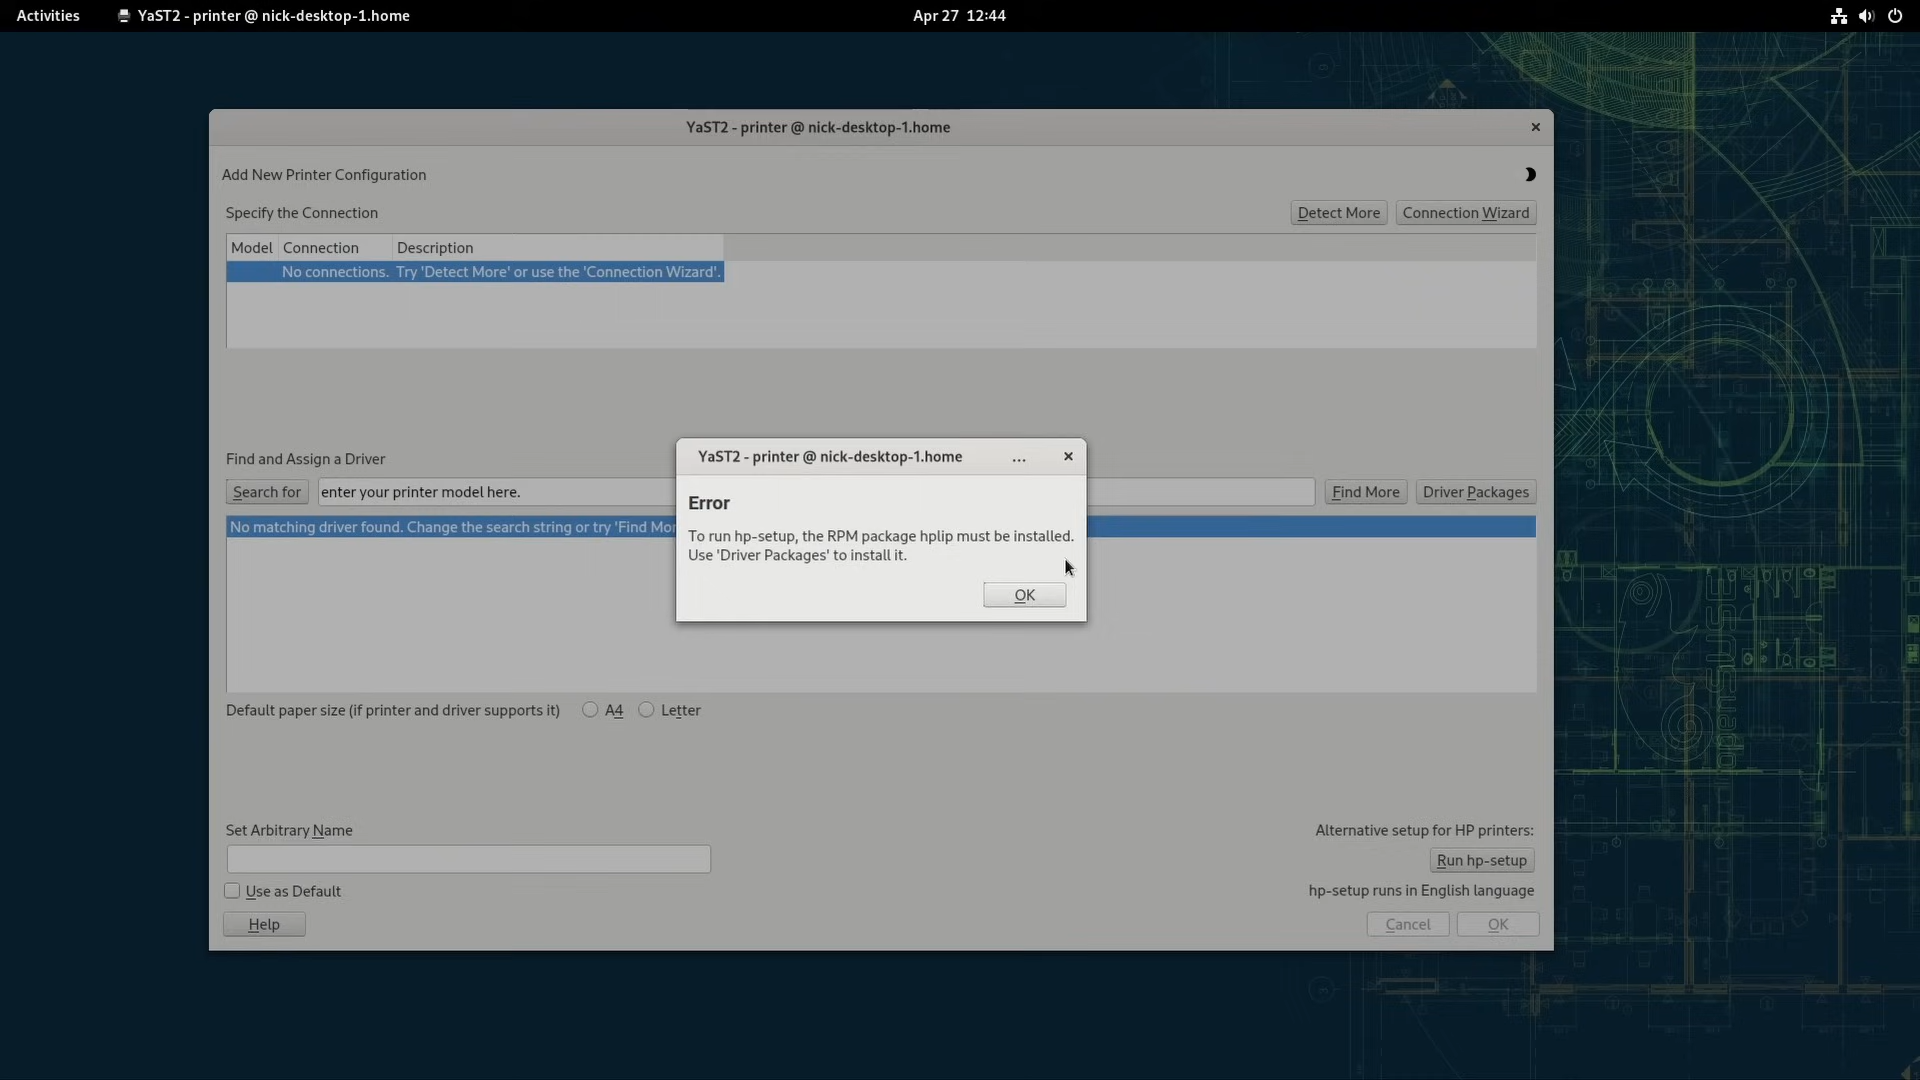 Activities
YaST2 - printer @ nick-desktop-1.home
Apr 27 12:44
YaST2 - printer @ nick-desktop-1.home
Add New Printer Configuration
Specify the Connection
Detect More
Connection Wizard
Model Connection Description
No connections. Try 'Detect More' or use the 'Connection Wizard'.
Find and Assign a Driver
Search for
enter your printer model here.
Find More
Driver Packages
No matching driver found. Change the search string or try 'Find Mor
YaST2 - printer @ nick-desktop-1.home ...
Error
To run hp-setup, the RPM package hplip must be installed.
Use 'Driver Packages' to install it.
OK
Default paper size (if printer and driver supports it)
A4
Letter
Set Arbitrary Name
Alternative setup for HP printers:
Run hp-setup
Use as Default
hp-setup runs in English language
Help
Cancel
OK
openSUSE